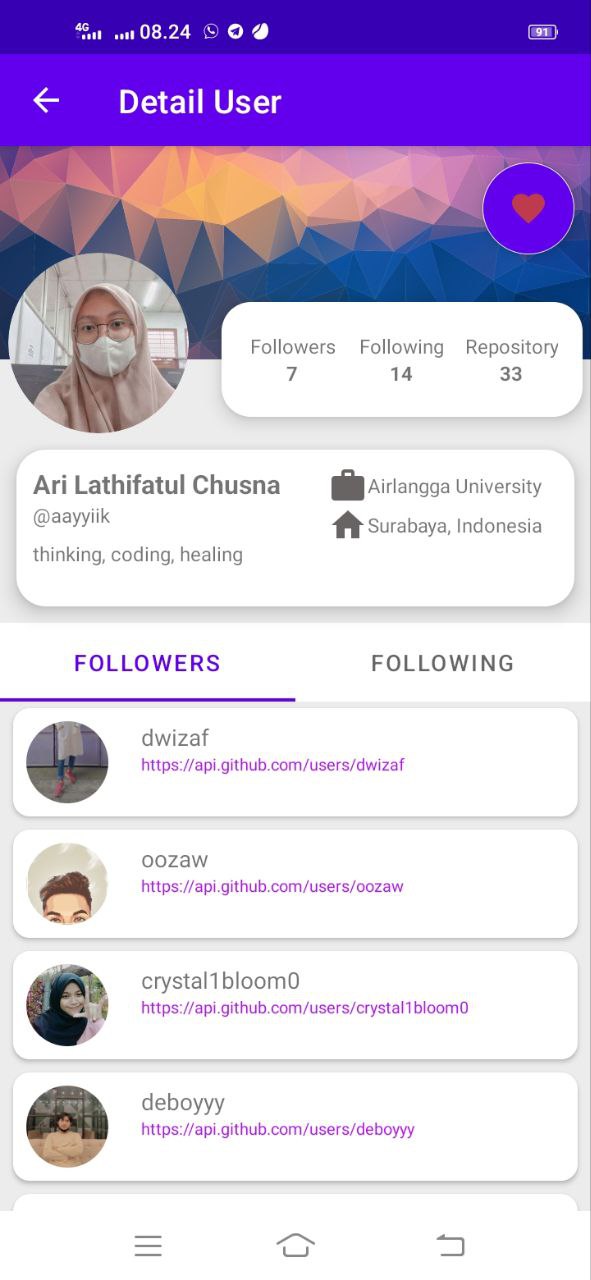 4G 08.24 91
Detail User
Followers Following Repository
7 14 33
Ari Lathifatul Chusna
@aayyiik
thinking, coding, healing
Airlangga University
Surabaya, Indonesia
FOLLOWERS FOLLOWING
dwizaf
https://api.github.com/users/dwizaf
oozaw
https://api.github.com/users/oozaw
crystal1bloom0
https://api.github.com/users/crystal1bloom0
deboyyy
https://api.github.com/users/deboyyy